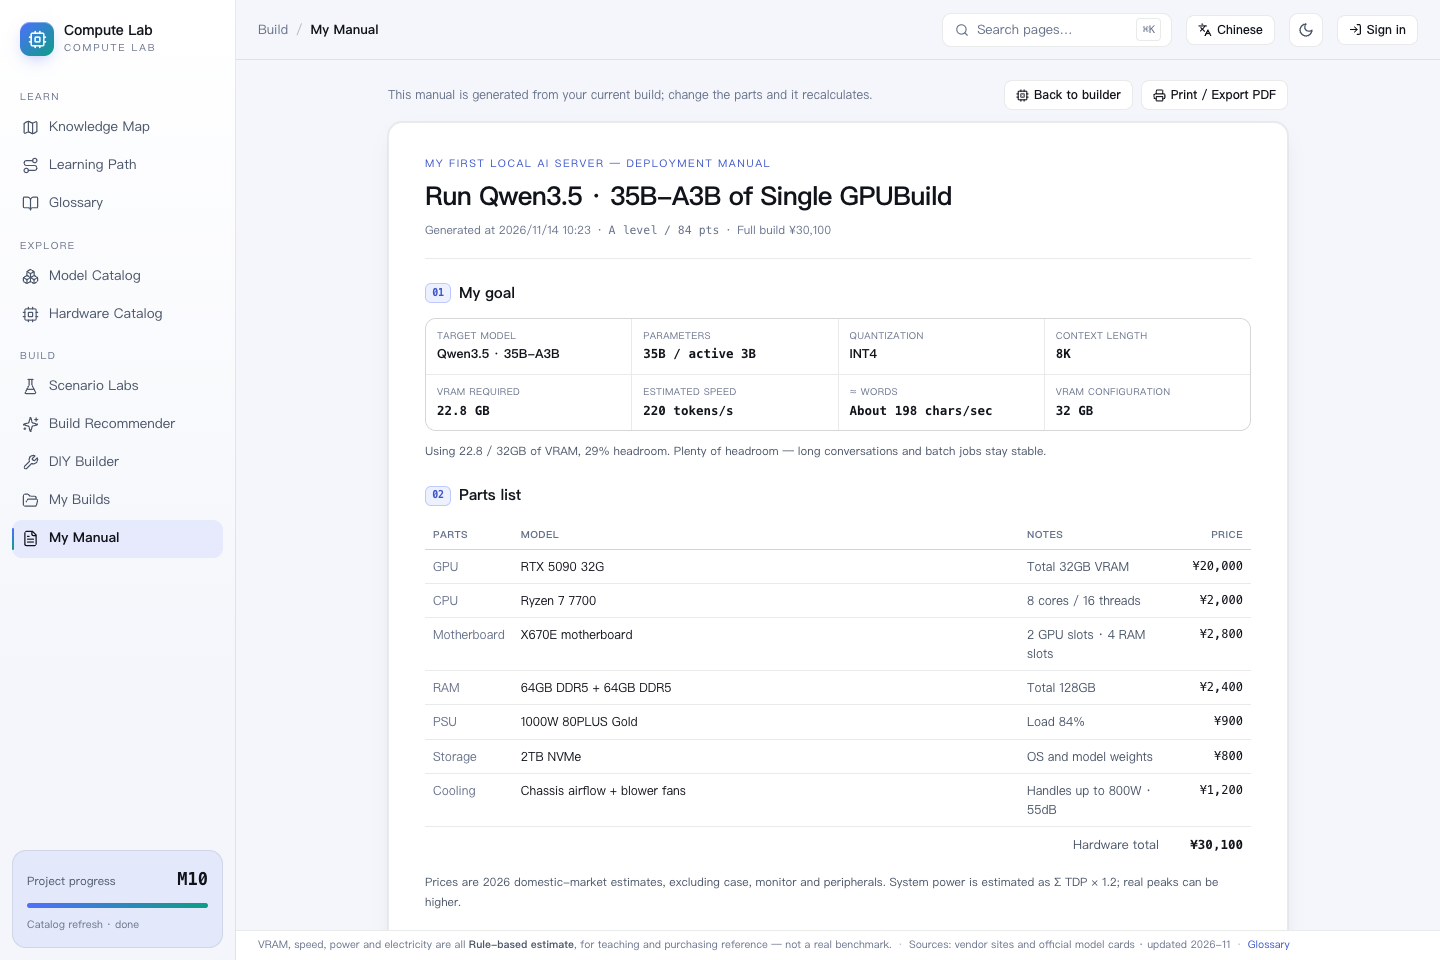 Compute Lab
COMPUTE LAB
LEARN
Knowledge Map
Learning Path
Glossary
EXPLORE
Model Catalog
Hardware Catalog
BUILD
Scenario Labs
Build Recommender
DIY Builder
My Builds
My Manual
Project progress M10
Catalog refresh · done
Build / My Manual
Search pages... ⌘K
Chinese
Sign in
This manual is generated from your current build; change the parts and it recalculates.
Back to builder
Print / Export PDF
MY FIRST LOCAL AI SERVER — DEPLOYMENT MANUAL
Run Qwen3.5 · 35B-A3B of Single GPUBuild
Generated at 2026/11/14 10:23 · A level / 84 pts · Full build ¥30,100
01 My goal
TARGET MODEL PARAMETERS QUANTIZATION CONTEXT LENGTH
Qwen3.5 · 35B-A3B 35B / active 3B INT4 8K
VRAM REQUIRED ESTIMATED SPEED ≈ WORDS VRAM CONFIGURATION
22.8 GB 220 tokens/s About 198 chars/sec 32 GB
Using 22.8 / 32GB of VRAM, 29% headroom. Plenty of headroom — long conversations and batch jobs stay stable.
02 Parts list
PARTS MODEL NOTES PRICE
GPU RTX 5090 32G Total 32GB VRAM ¥20,000
CPU Ryzen 7 7700 8 cores / 16 threads ¥2,000
Motherboard X670E motherboard 2 GPU slots · 4 RAM ¥2,800
slots
RAM 64GB DDR5 + 64GB DDR5 Total 128GB ¥2,400
PSU 1000W 80PLUS Gold Load 84% ¥900
Storage 2TB NVMe OS and model weights ¥800
Cooling Chassis airflow + blower fans Handles up to 800W · ¥1,200
55dB
Hardware total ¥30,100
Prices are 2026 domestic-market estimates, excluding case, monitor and peripherals. System power is estimated as Σ TDP × 1.2; real peaks can be
higher.
VRAM, speed, power and electricity are all Rule-based estimate, for teaching and purchasing reference — not a real benchmark. · Sources: vendor sites and official model cards · updated 2026-11 · Glossary